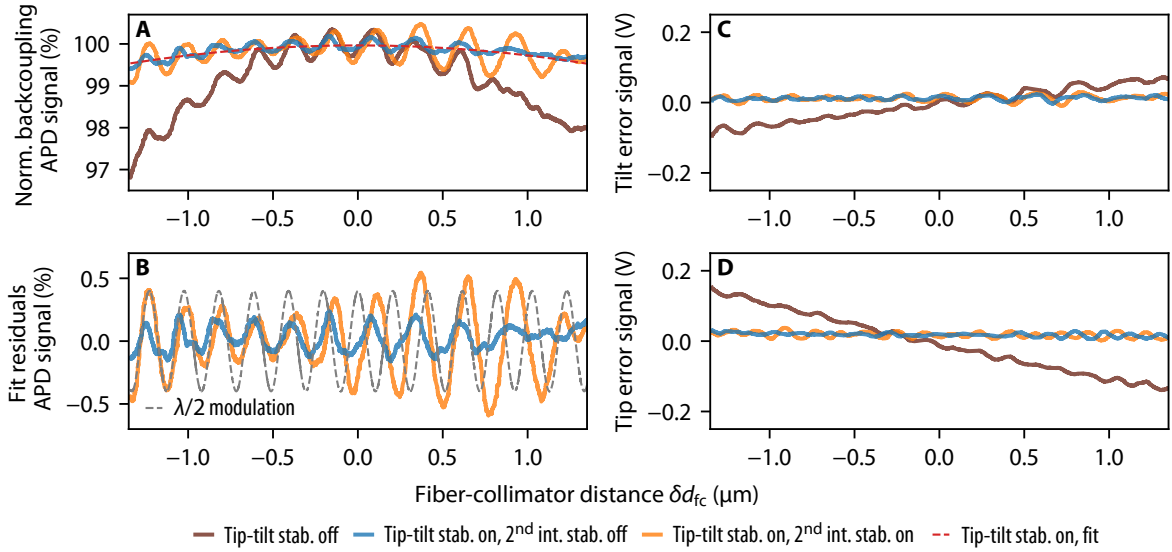 A
Norm. backcoupling
APD signal (%)
100
99
98
97
−1.0 −0.5 0.0 0.5 1.0
C
Tilt error signal (V)
0.2
0.0
−0.2
−1.0 −0.5 0.0 0.5 1.0
B
Fit residuals
APD signal (%)
0.5
0.0
−0.5
λ/2 modulation
−1.0 −0.5 0.0 0.5 1.0
D
Tip error signal (V)
0.2
0.0
−0.2
−1.0 −0.5 0.0 0.5 1.0
Fiber-collimator distance δd_fc (μm)
Tip-tilt stab. off Tip-tilt stab. on, 2nd int. stab. off Tip-tilt stab. on, 2nd int. stab. on Tip-tilt stab. on, fit